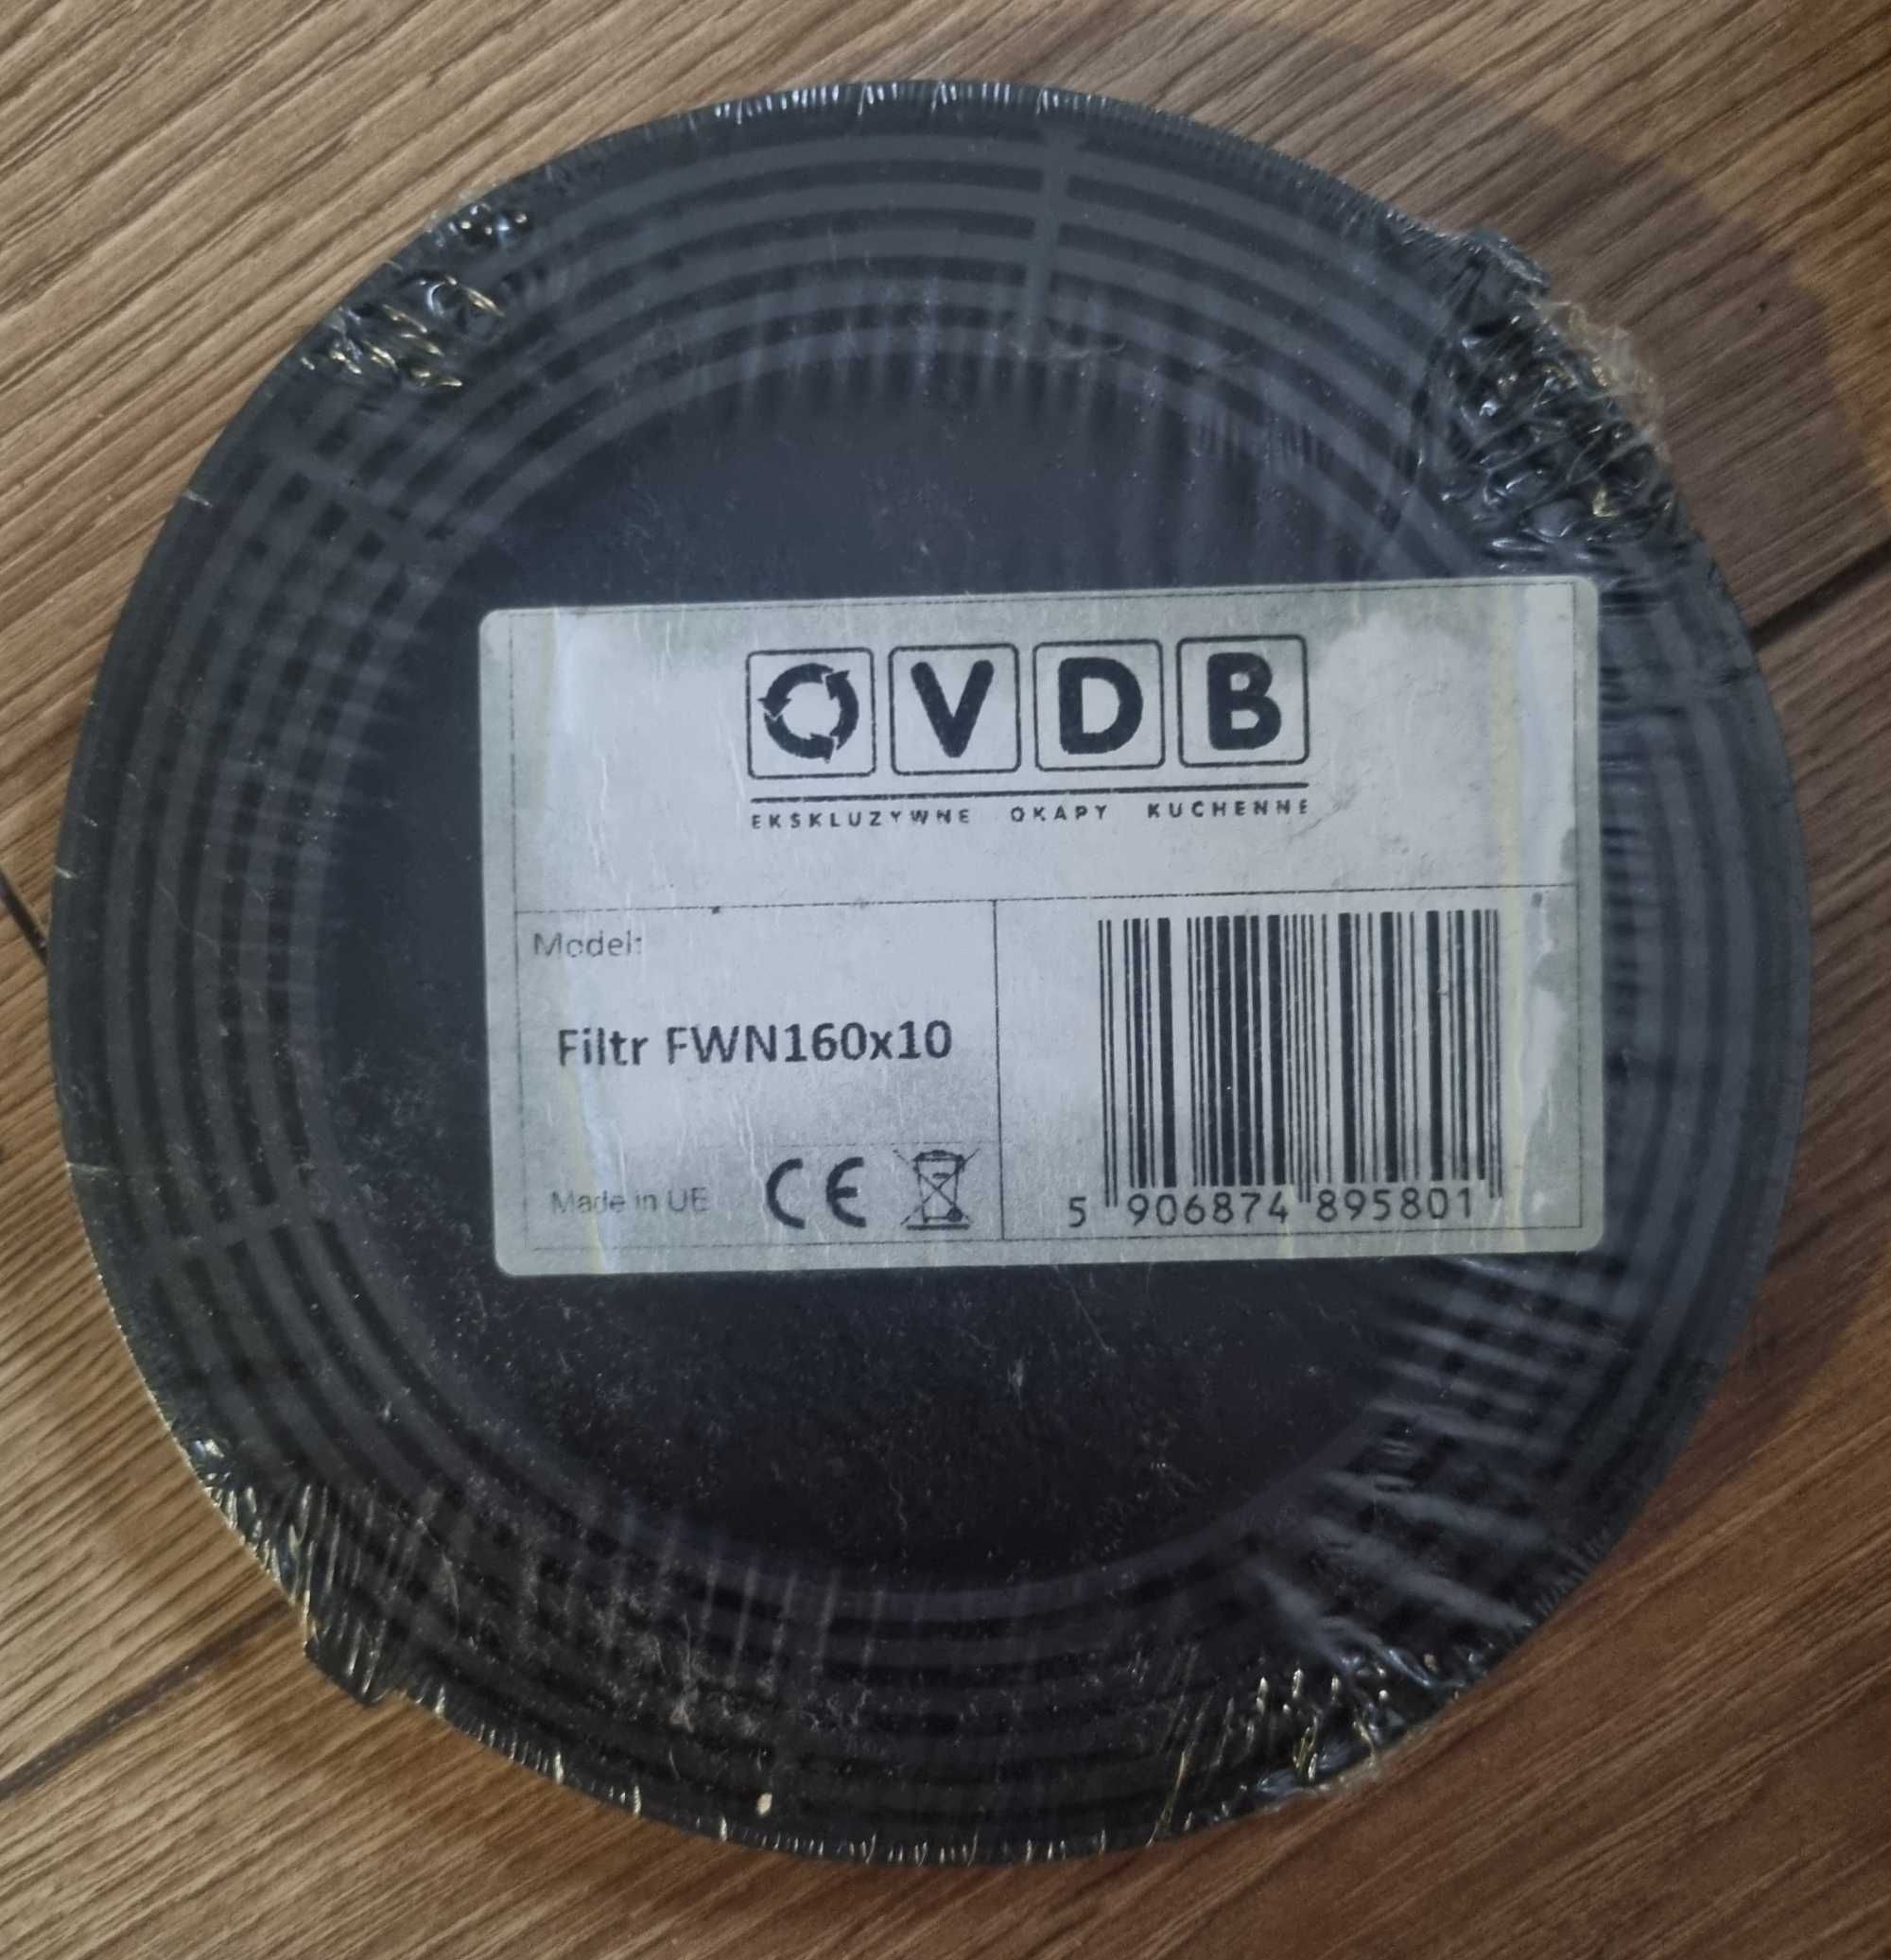 VDB
EKSKLUZYWNE OKAPY KUCHENNE
Model:
Filtr FWN160x10
Made in UE CE
5 906874 895801